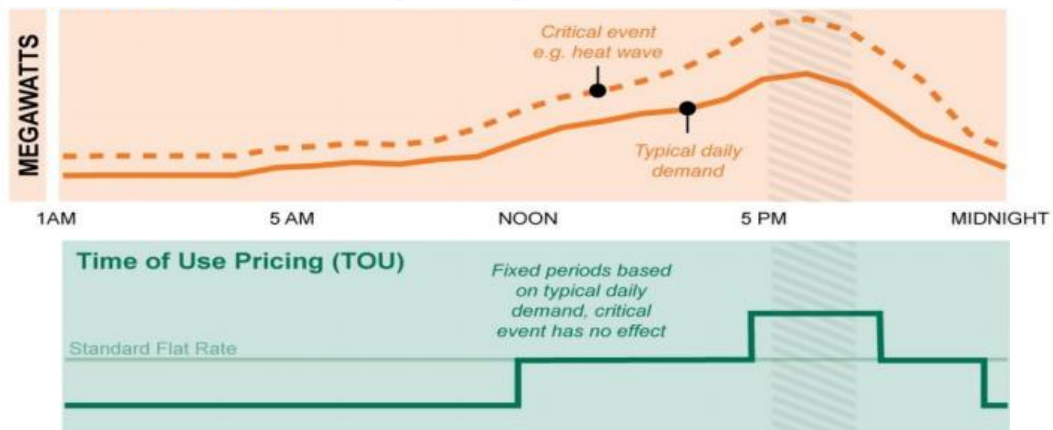 MEGAWATTS
Critical event
e.g. heat wave
Typical daily
demand
1AM 5 AM NOON 5 PM MIDNIGHT
Time of Use Pricing (TOU)
Fixed periods based
on typical daily
demand, critical
event has no effect
Standard Flat Rate